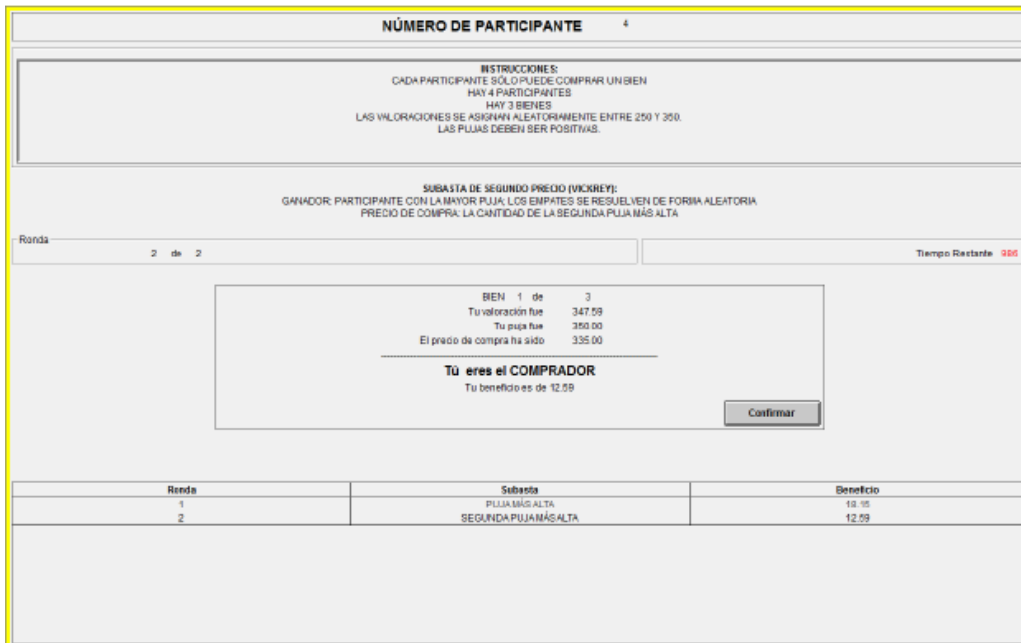 NÚMERO DE PARTICIPANTE 4
INSTRUCCIONES:
CADA PARTICIPANTE SÓLO PUEDE COMPRAR UN BIEN
HAY 4 PARTICIPANTES
HAY 3 BIENES
LAS VALORACIONES SE ASIGNAN ALEATORIAMENTE ENTRE 250 Y 350.
LAS PUJAS DEBEN SER POSITIVAS.
SUBASTA DE SEGUNDO PRECIO (VICKREY):
GANADOR: PARTICIPANTE CON LA MAYOR PUJA; LOS EMPATES SE RESUELVEN DE FORMA ALEATORIA
PRECIO DE COMPRA: LA CANTIDAD DE LA SEGUNDA PUJA MÁS ALTA
Ronda
2 de 2 Tiempo Restante 986
BIEN 1 de 3
Tu valoración fue 347.59
Tu puja fue 350.00
El precio de compra ha sido 335.00
Tú eres el COMPRADOR
Tu beneficio es de 12.59
Confirmar
Ronda Subasta Beneficio
1 PUJA MÁS ALTA
2 SEGUNDA PUJA MÁS ALTA 12.59